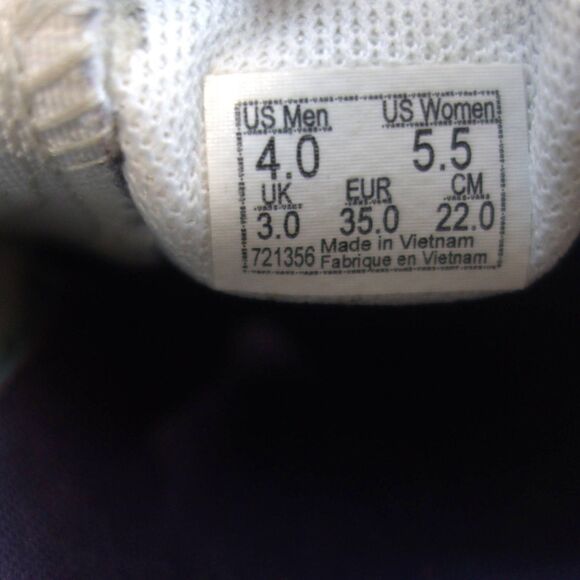 US Men US Women
4.0 5.5
UK EUR CM
3.0 35.0 22.0
721356 Made in Vietnam
Fabrique en Vietnam